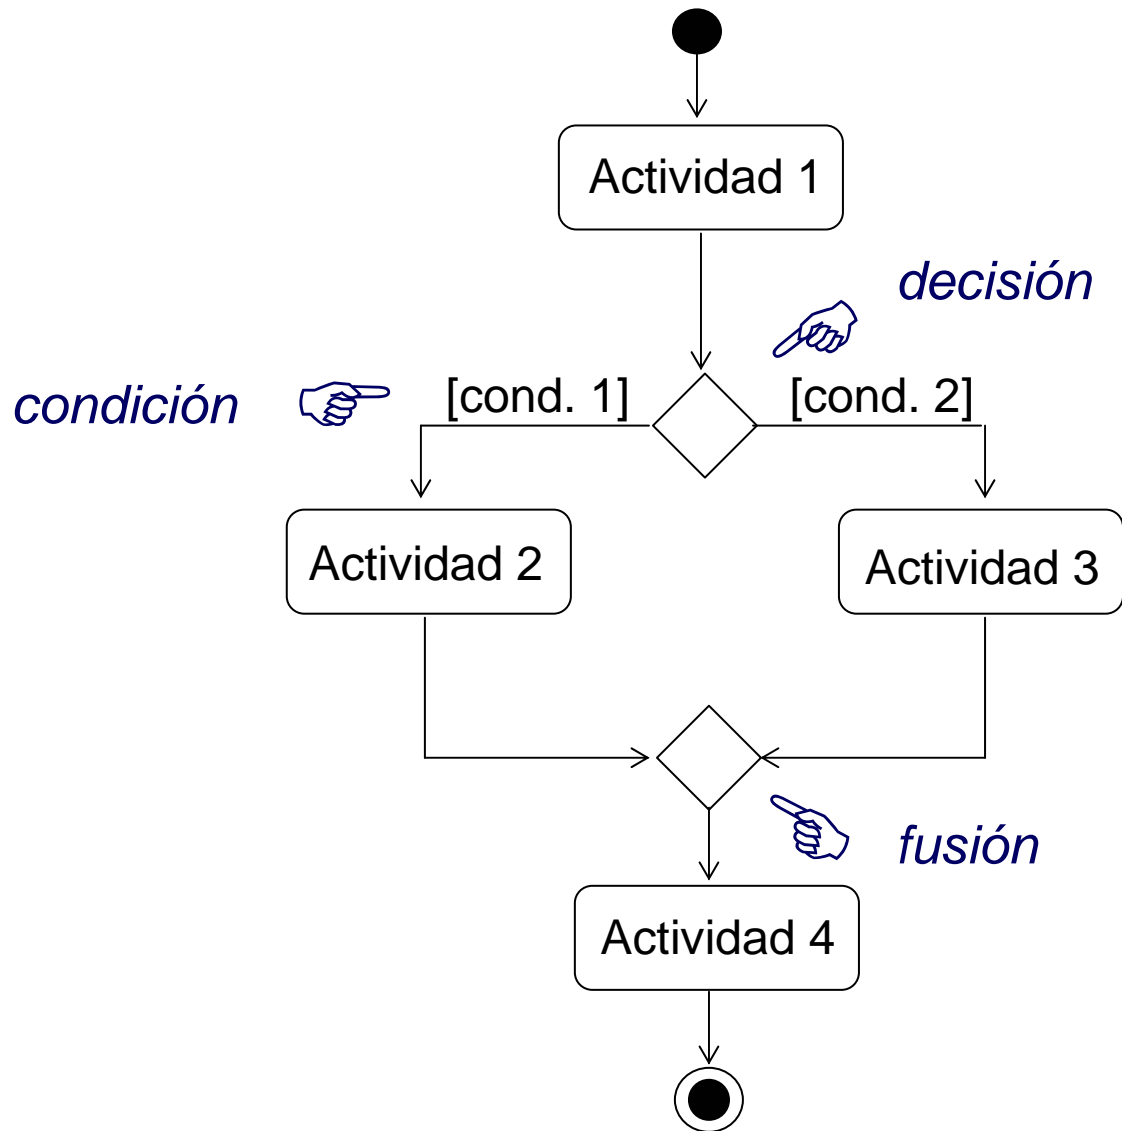 Actividad 1
decisión
condición
[cond. 1]
[cond. 2]
Actividad 2
Actividad 3
fusión
Actividad 4